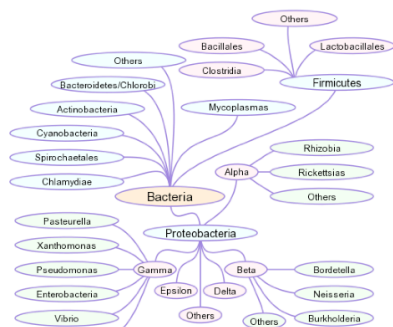 Others
Bacillales
Lactobacillales
Others
Clostridia
Firmicutes
Bacteroidetes/Chlorobi
Actinobacteria
Mycoplasmas
Cyanobacteria
Rhizobia
Spirochaetales
Alpha
Rickettsias
Chlamydiae
Others
Bacteria
Pasteurella
Proteobacteria
Xanthomonas
Pseudomonas
Gamma
Beta
Bordetella
Enterobacteria
Epsilon
Delta
Neisseria
Vibrio
Others
Others
Burkholderia